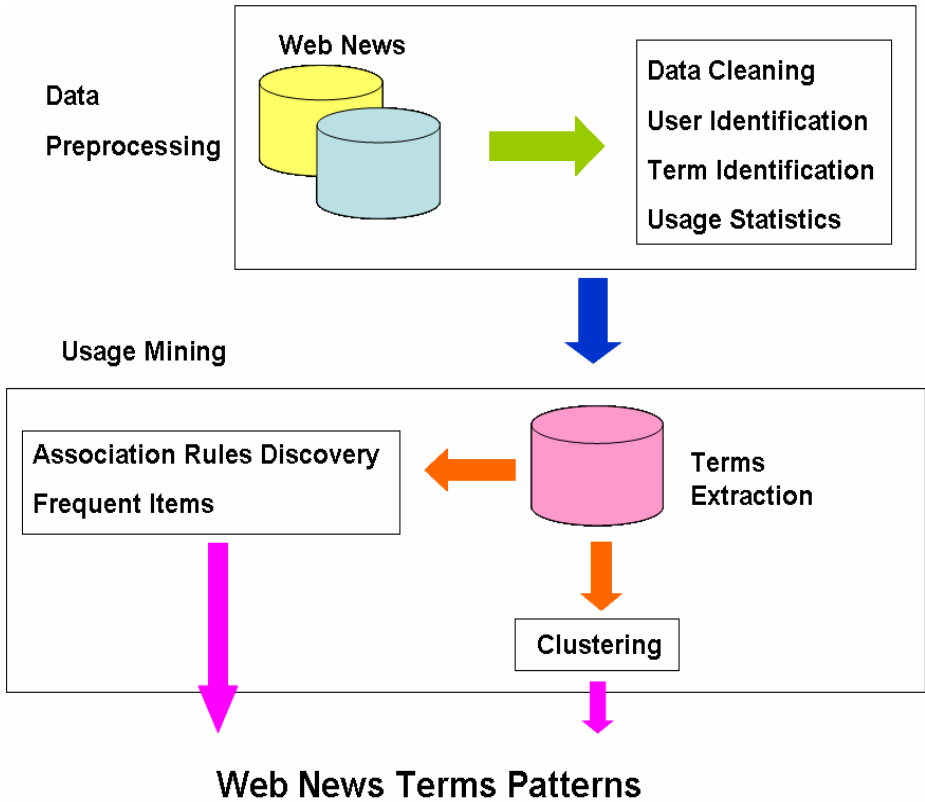 Web News
Data
Preprocessing
Data Cleaning
User Identification
Term Identification
Usage Statistics
Usage Mining
Association Rules Discovery
Frequent Items
Terms
Extraction
Clustering
Web News Terms Patterns